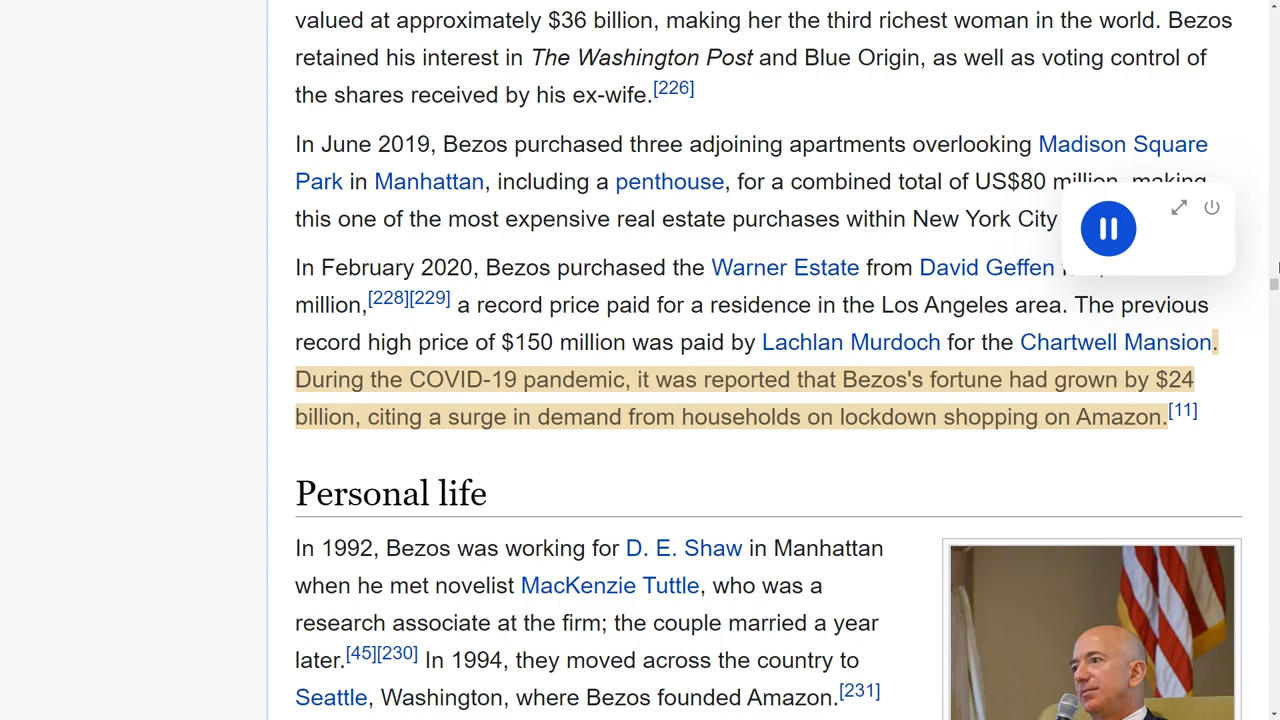 valued at approximately $36 billion, making her the third richest woman in the world. Bezos
retained his interest in The Washington Post and Blue Origin, as well as voting control of
the shares received by his ex-wife.[226]
In June 2019, Bezos purchased three adjoining apartments overlooking Madison Square
Park in Manhattan, including a penthouse, for a combined total of US$80 million, making
this one of the most expensive real estate purchases within New York City
In February 2020, Bezos purchased the Warner Estate from David Geffen
million,[228][229] a record price paid for a residence in the Los Angeles area. The previous
record high price of $150 million was paid by Lachlan Murdoch for the Chartwell Mansion.
During the COVID-19 pandemic, it was reported that Bezos's fortune had grown by $24
billion, citing a surge in demand from households on lockdown shopping on Amazon.[11]
Personal life
In 1992, Bezos was working for D. E. Shaw in Manhattan
when he met novelist MacKenzie Tuttle, who was a
research associate at the firm; the couple married a year
later.[45][230] In 1994, they moved across the country to
Seattle, Washington, where Bezos founded Amazon.[231]